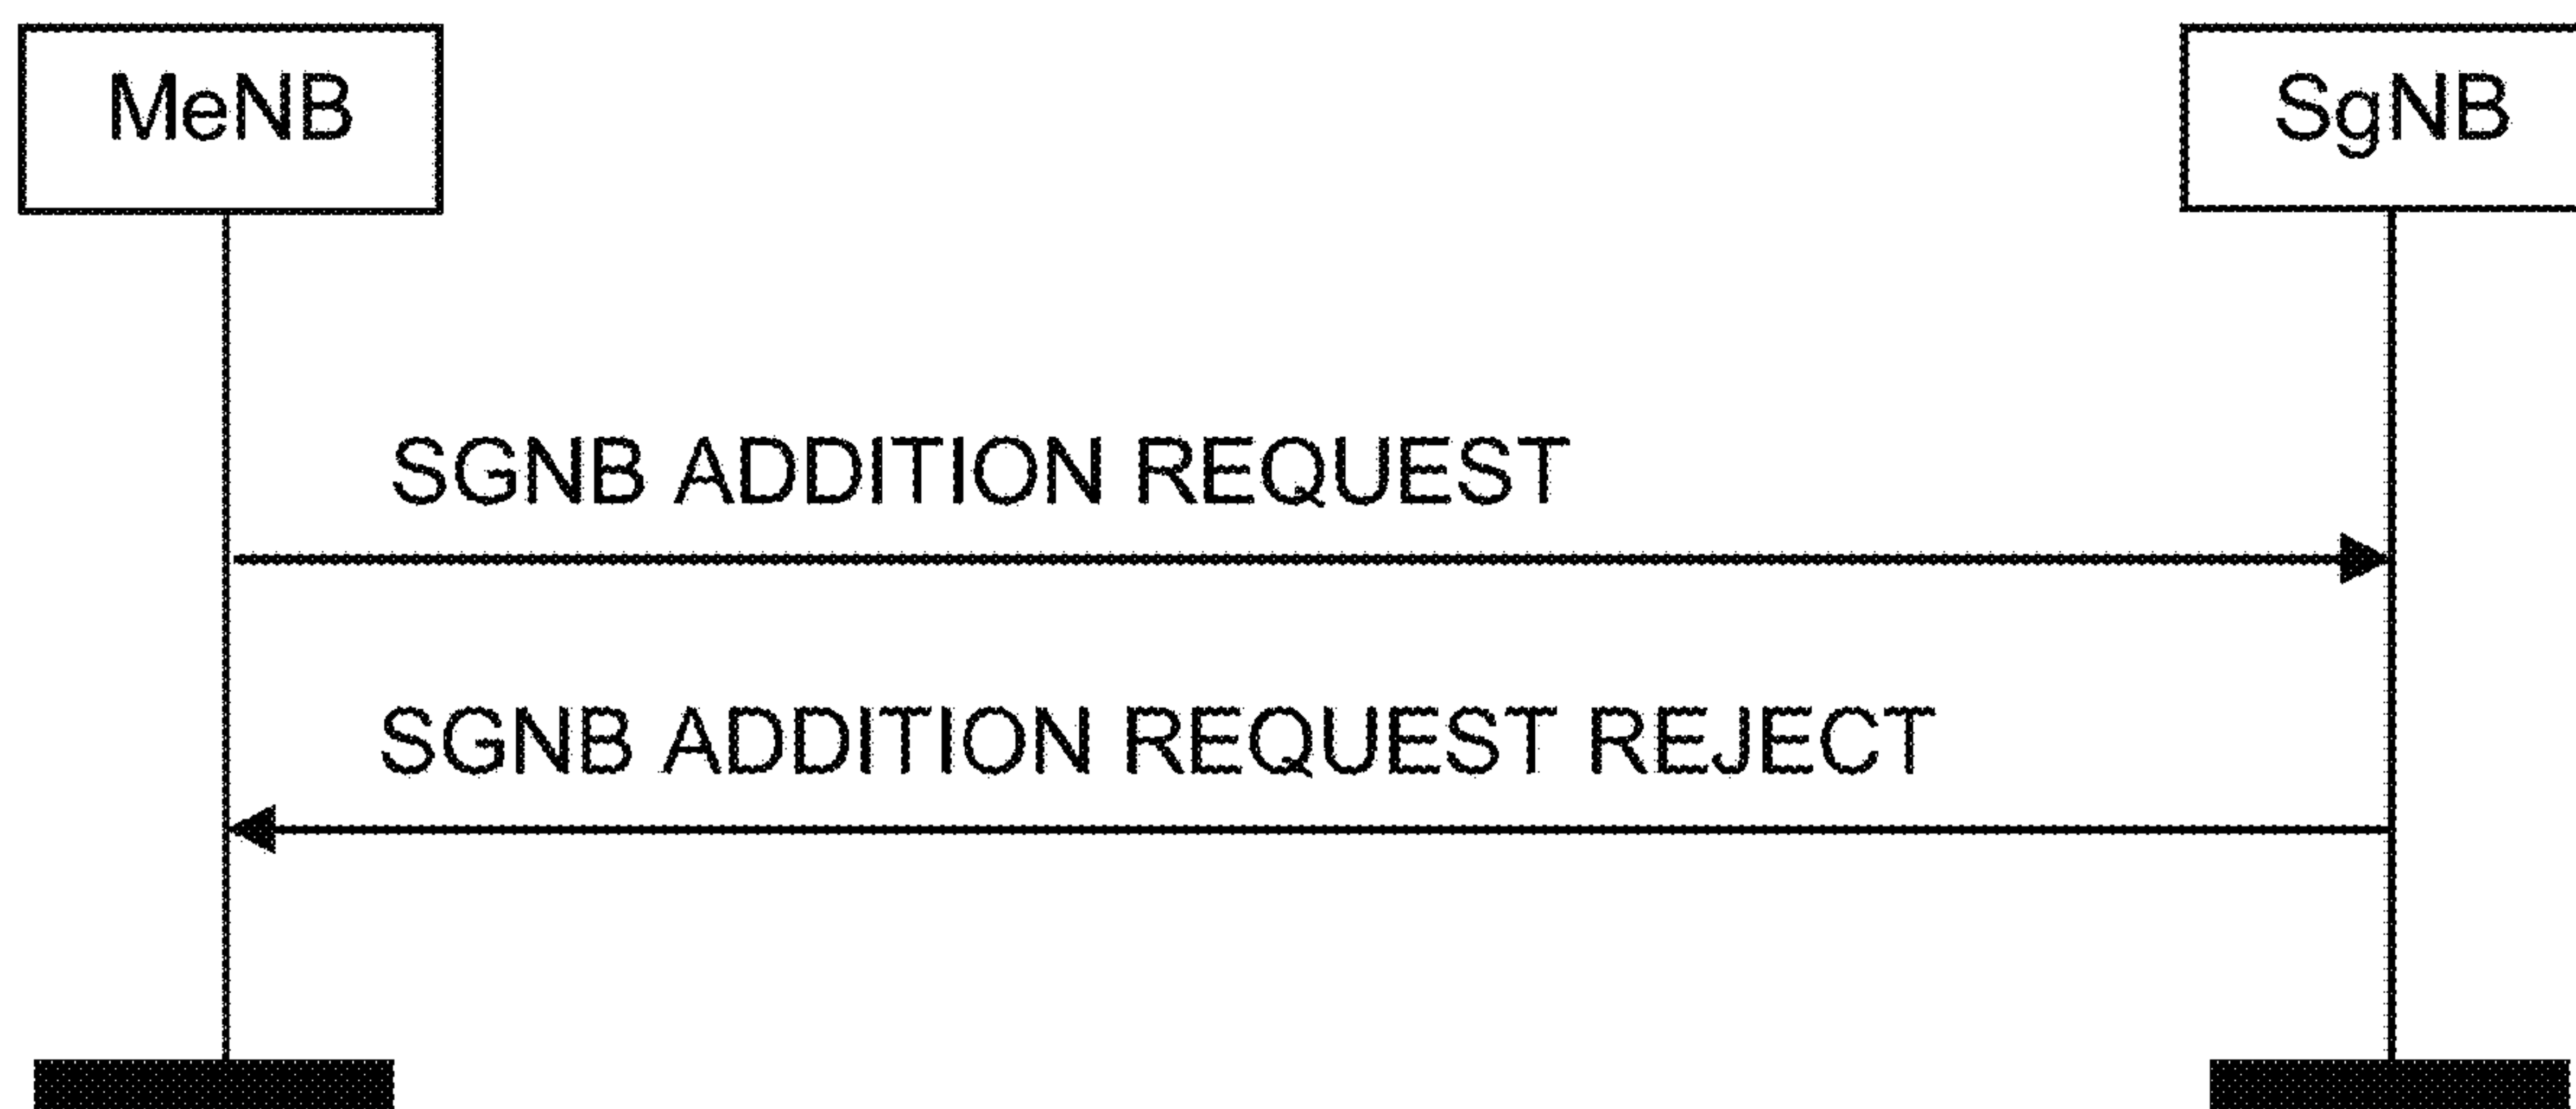 MeNB
SgNB
SGNB ADDITION REQUEST
SGNB ADDITION REQUEST REJECT